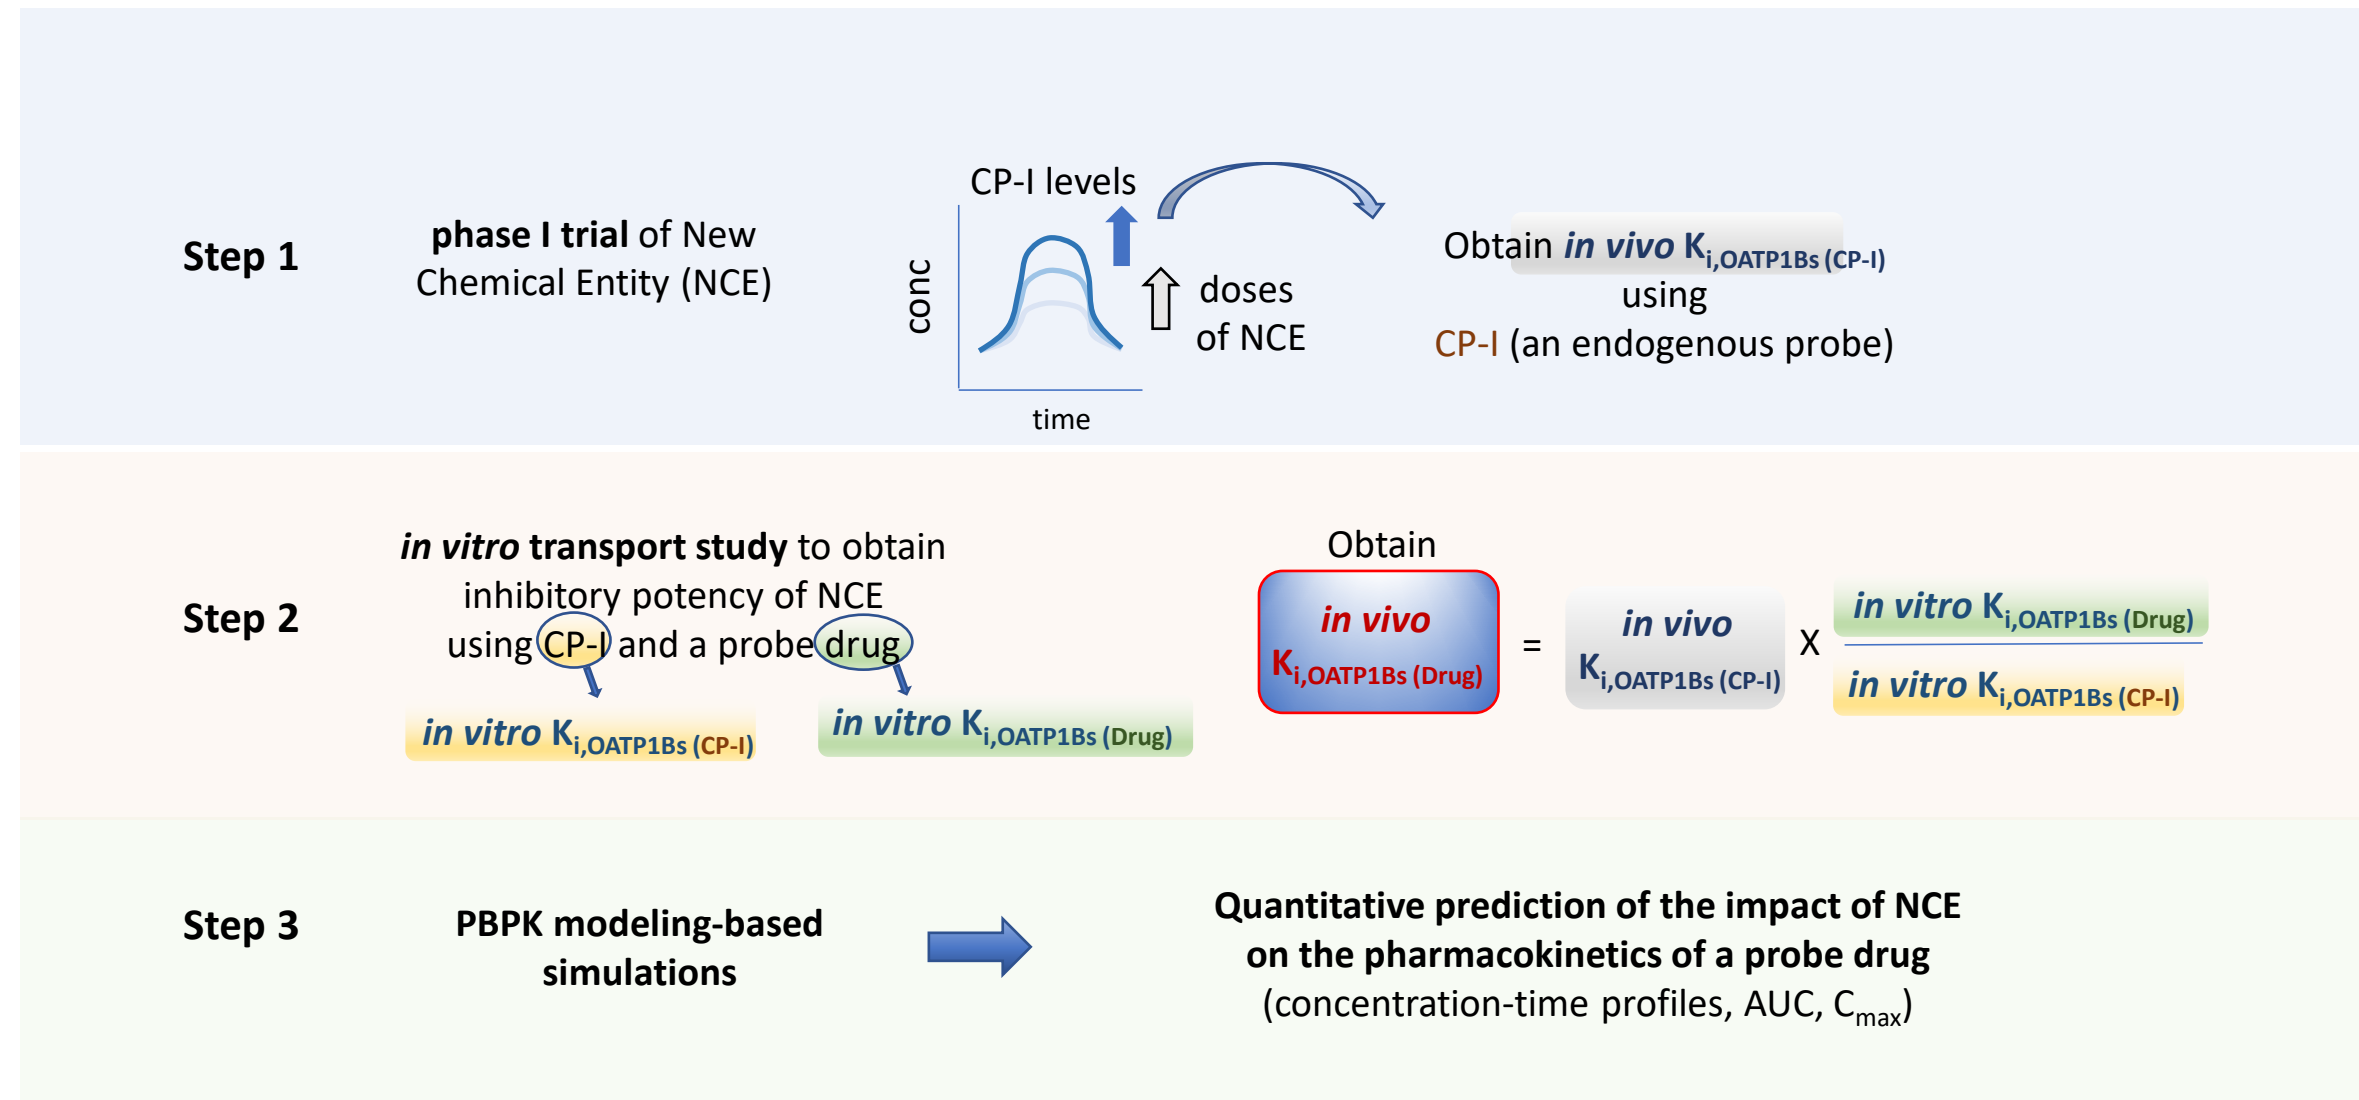 Step 1
phase I trial of New
Chemical Entity (NCE)
CP-I levels
conc
time
doses
of NCE
Obtain in vivo Ki,OATP1Bs (CP-I)
using
CP-I (an endogenous probe)
Step 2
in vitro transport study to obtain
inhibitory potency of NCE
using CP-I and a probe drug
in vitro Ki,OATP1Bs (CP-I)
in vitro Ki,OATP1Bs (Drug)
Obtain
in vivo
Ki,OATP1Bs (Drug)
=
in vivo
Ki,OATP1Bs (CP-I)
X
in vitro Ki,OATP1Bs (Drug)
in vitro Ki,OATP1Bs (CP-I)
Step 3
PBPK modeling-based
simulations
Quantitative prediction of the impact of NCE
on the pharmacokinetics of a probe drug
(concentration-time profiles, AUC, Cmax)